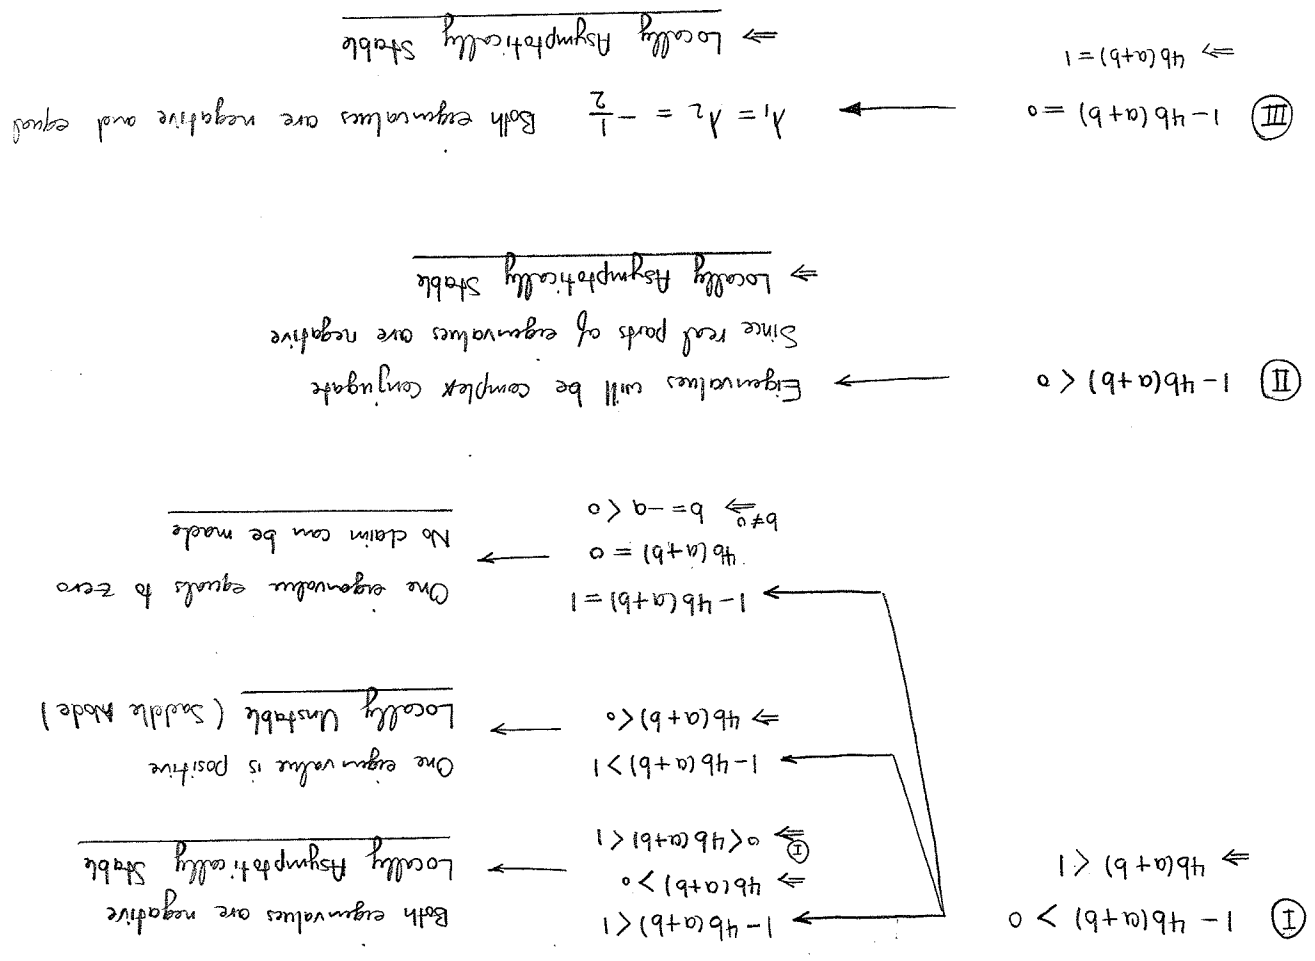 Ⓘ 1-4b(a+b) > 0
⇒ 4b(a+b) < 1
1-4b(a+b)<1
⇒ 4b(a+b)>0
Ⓘ
⇒ 0<4b(a+b)<1
Both eigenvalues are negative
Locally Asymptotically Stable
1-4b(a+b)>1
⇒ 4b(a+b)<0
One eigenvalue is positive
Locally Unstable (Saddle Node)
1-4b(a+b)=1
4b(a+b)=0
b≠0
⇒ b=-a<0
One eigenvalue equals to zero
No claim can be made
Ⓘ︎Ⓘ 1-4b(a+b) < 0
Eigenvalues will be complex conjugate
Since real parts of eigenvalues are negative
⇒ Locally Asymptotically Stable
III 1-4b(a+b)=0
⇒ 4b(a+b)=1
λ₁ = λ₂ = -1/2 Both eigenvalues are negative and equal
⇒ Locally Asymptotically Stable